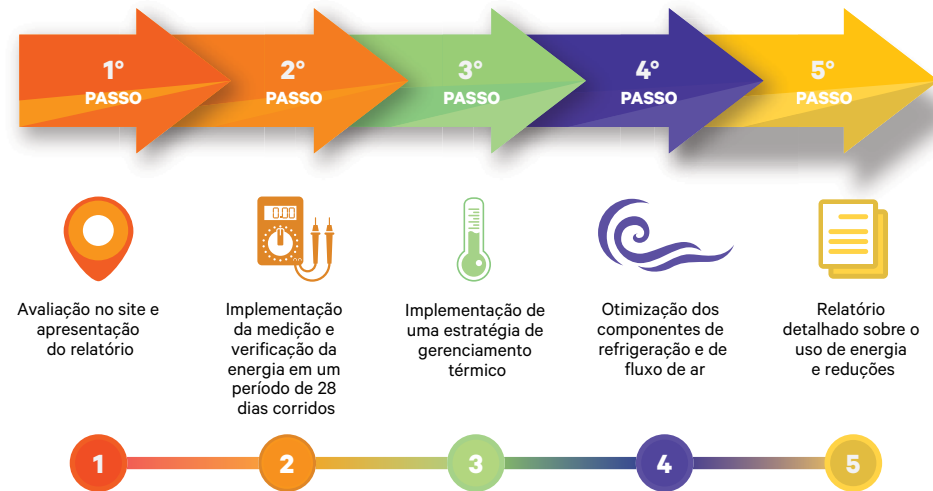 1°
PASSO
2°
PASSO
3°
PASSO
4°
PASSO
5°
PASSO
0.00
Avaliação no site e
apresentação
do relatório
Implementação
da medição e
verificação da
energia em um
período de 28
dias corridos
Implementação de
uma estratégia de
gerenciamento
térmico
Otimização dos
componentes de
refrigeração e de
fluxo de ar
Relatório
detalhado sobre o
uso de energia
e reduções
1
2
3
4
5